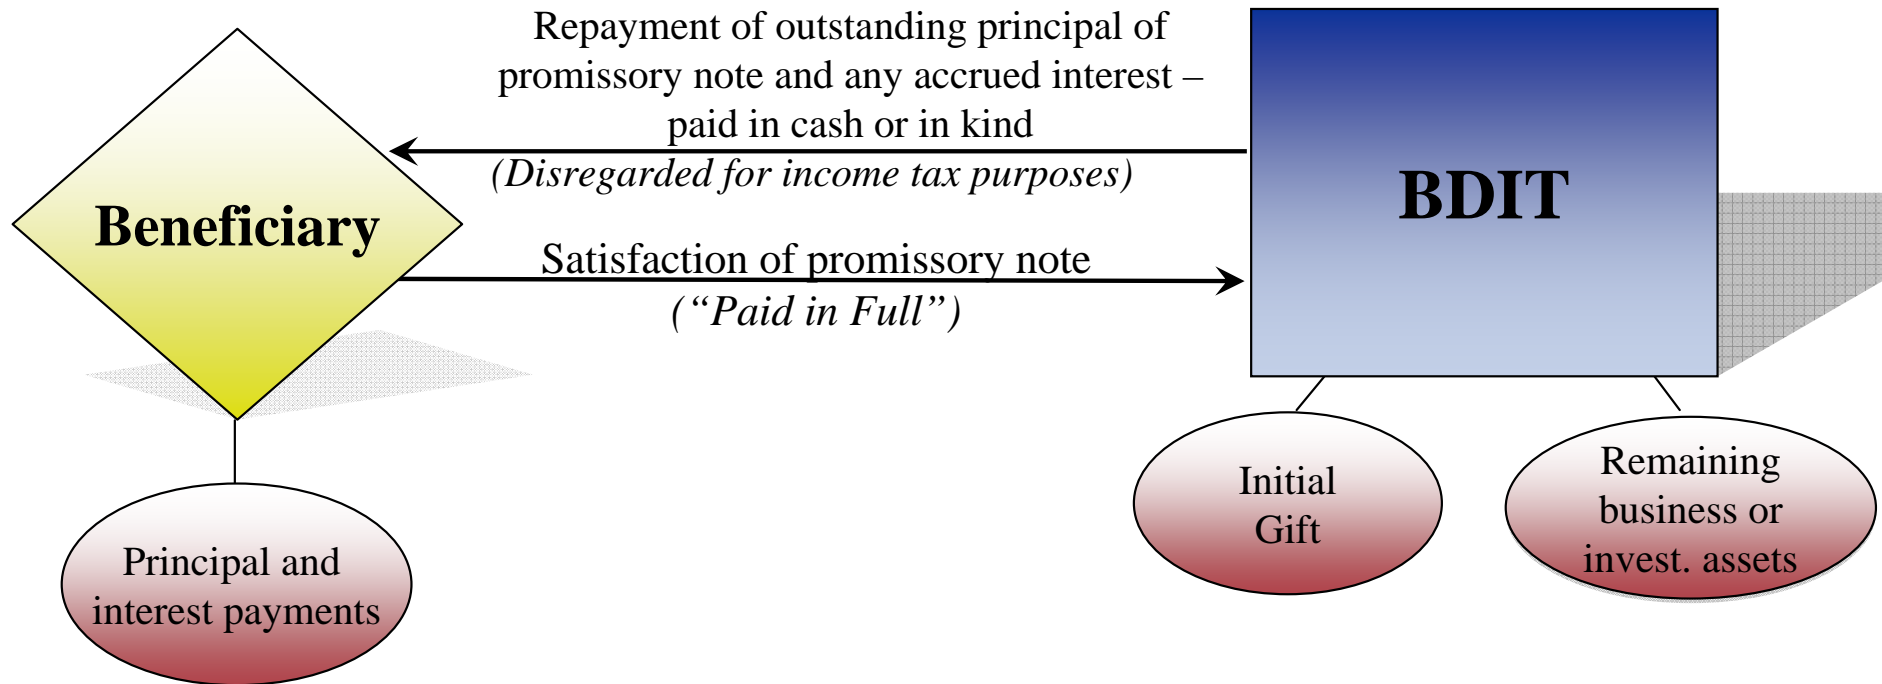 Repayment of outstanding principal of
promissory note and any accrued interest –
paid in cash or in kind
(Disregarded for income tax purposes)
BDIT
Beneficiary
Satisfaction of promissory note
(“Paid in Full”)
Initial
Gift
Remaining
business or
invest. assets
Principal and
interest payments